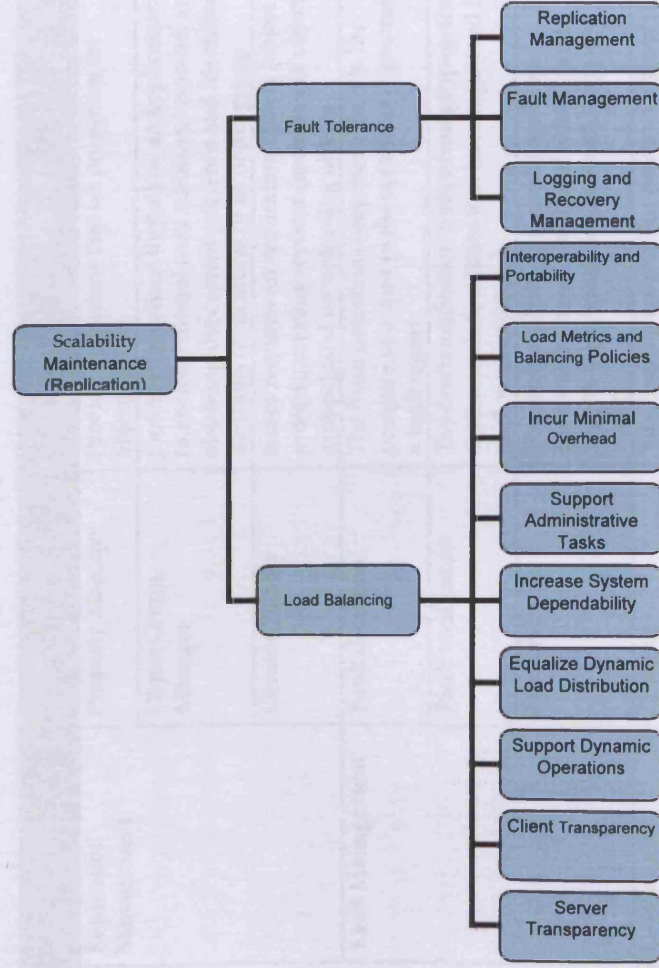 Replication
Management
Fault Management
Fault Tolerance
Logging and
Recovery
Management
Interoperability and
Portability
Scalability
Maintenance
(Replication)
Load Metrics and
Balancing Policies
Incur Minimal
Overhead
Support
Administrative
Tasks
Load Balancing
Increase System
Dependability
Equalize Dynamic
Load Distribution
Support Dynamic
Operations
Client Transparency
Server
Transparency